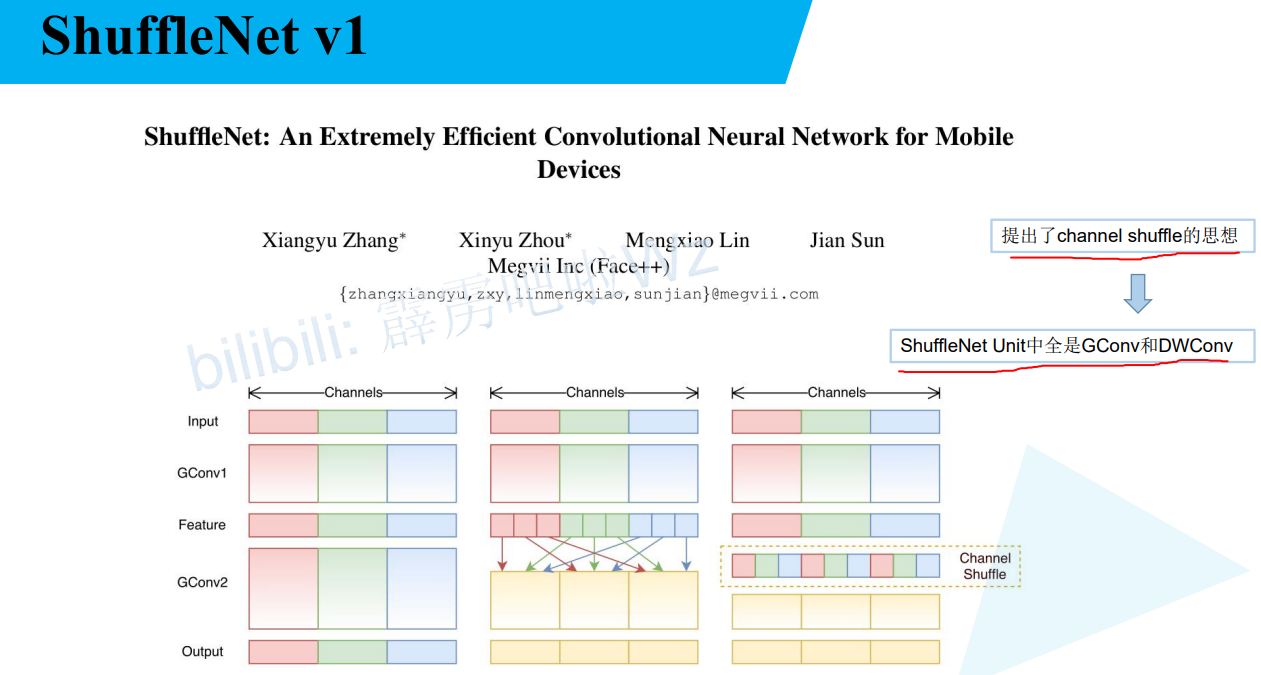 ShuffleNet v1
ShuffleNet: An Extremely Efficient Convolutional Neural Network for Mobile
Devices
Xiangyu Zhang* Xinyu Zhou* Mengxiao Lin Jian Sun
Megvii Inc (Face++)
{zhangxiangyu,zxy,linmengxiao,sunjian}@megvii.com
提出了channel shuffle的思想
ShuffleNet Unit中全是GConv和DWConv
bilibili: 霹雳吧啦Wz
Channels Channels Channels
Input
GConv1
Feature
Channel
Shuffle
GConv2
Output